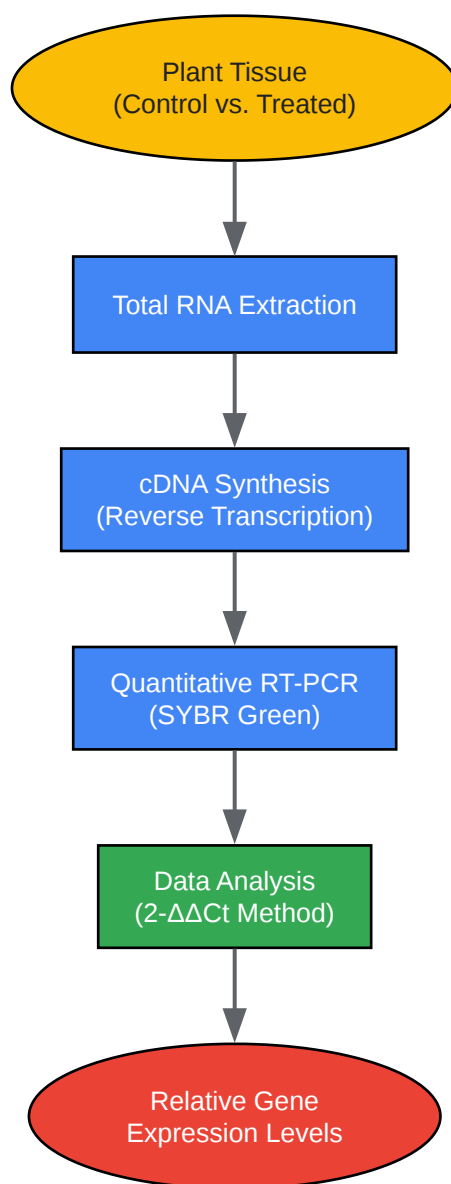 Plant Tissue
(Control vs. Treated)
Total RNA Extraction
cDNA Synthesis
(Reverse Transcription)
Quantitative RT-PCR
(SYBR Green)
Data Analysis
(2-ΔΔCt Method)
Relative Gene
Expression Levels